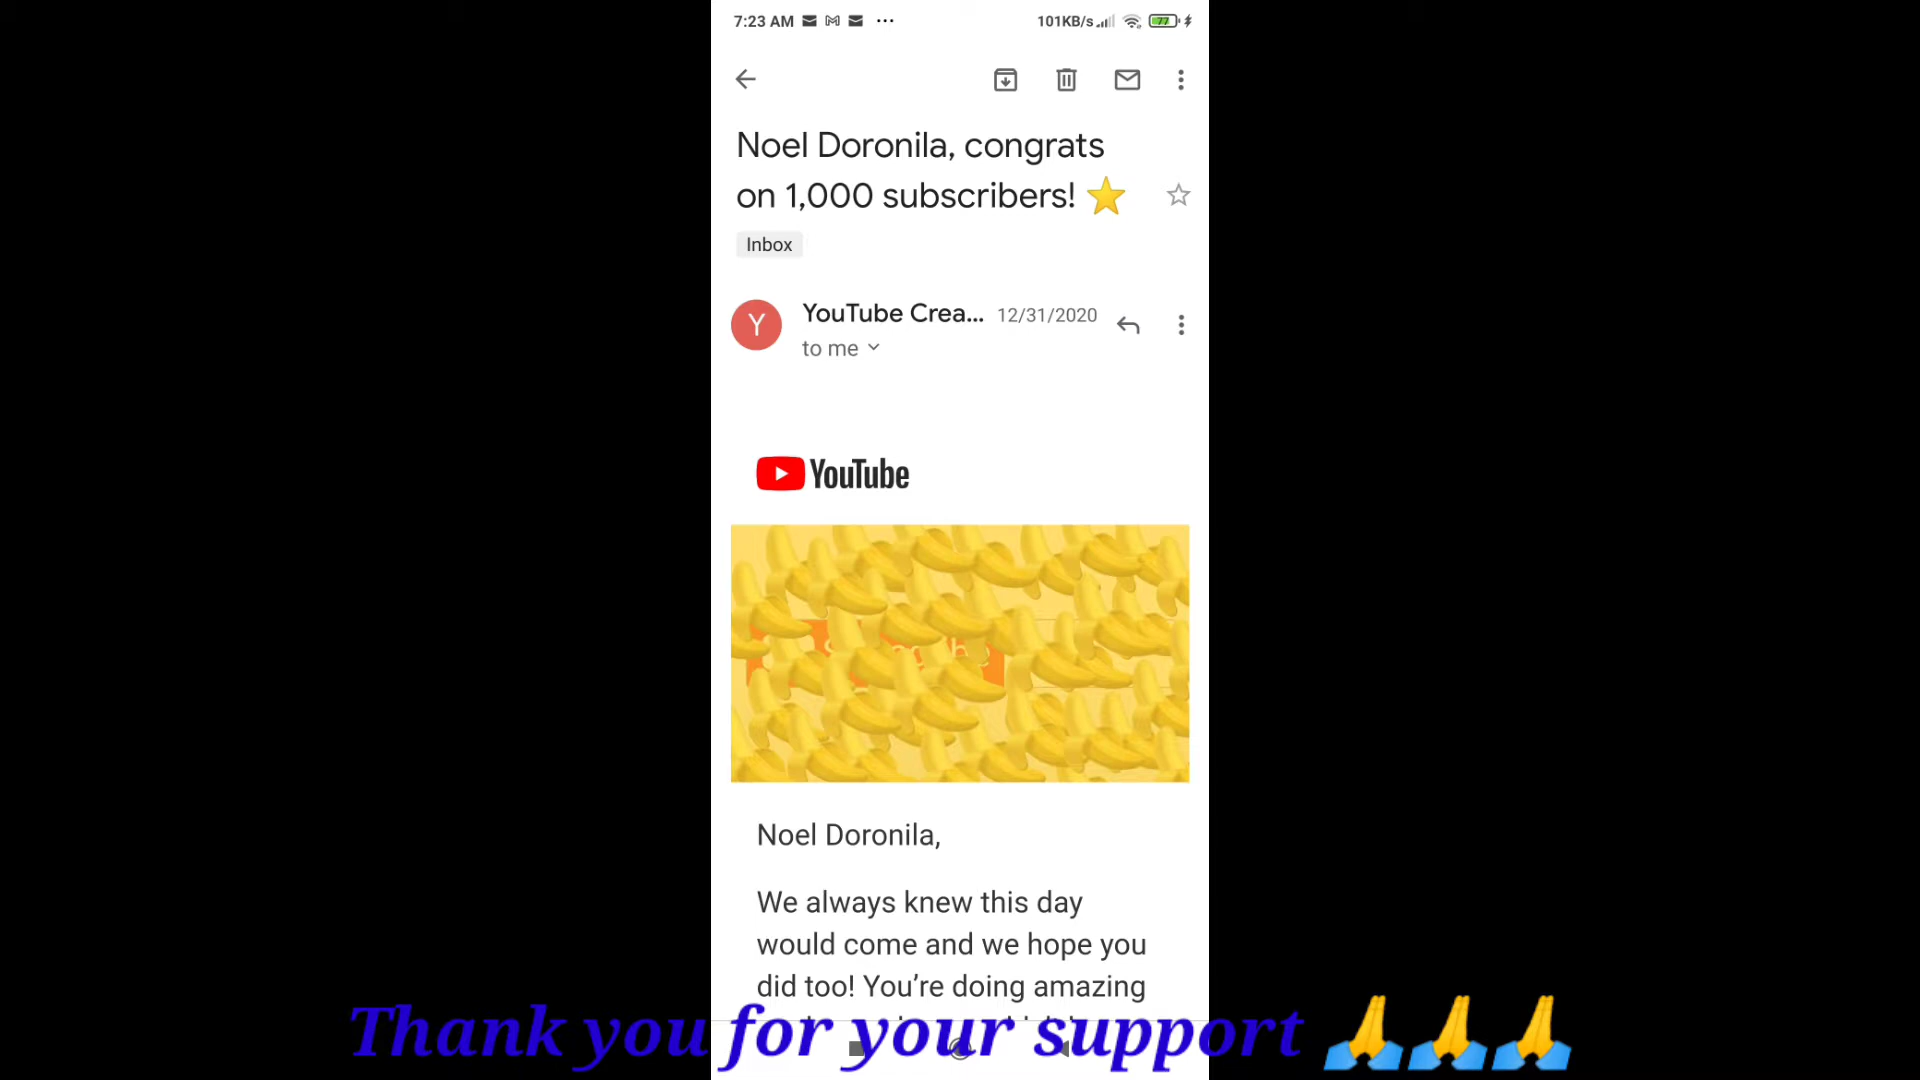 7:23 AM ... 101KB/s 77
Noel Doronila, congrats
on 1,000 subscribers! ⭐
Inbox
Y
YouTube Crea... 12/31/2020
to me
YouTube
Noel Doronila,
We always knew this day
would come and we hope you
did too! You’re doing amazing
Thank you for your support 🙏🙏🙏